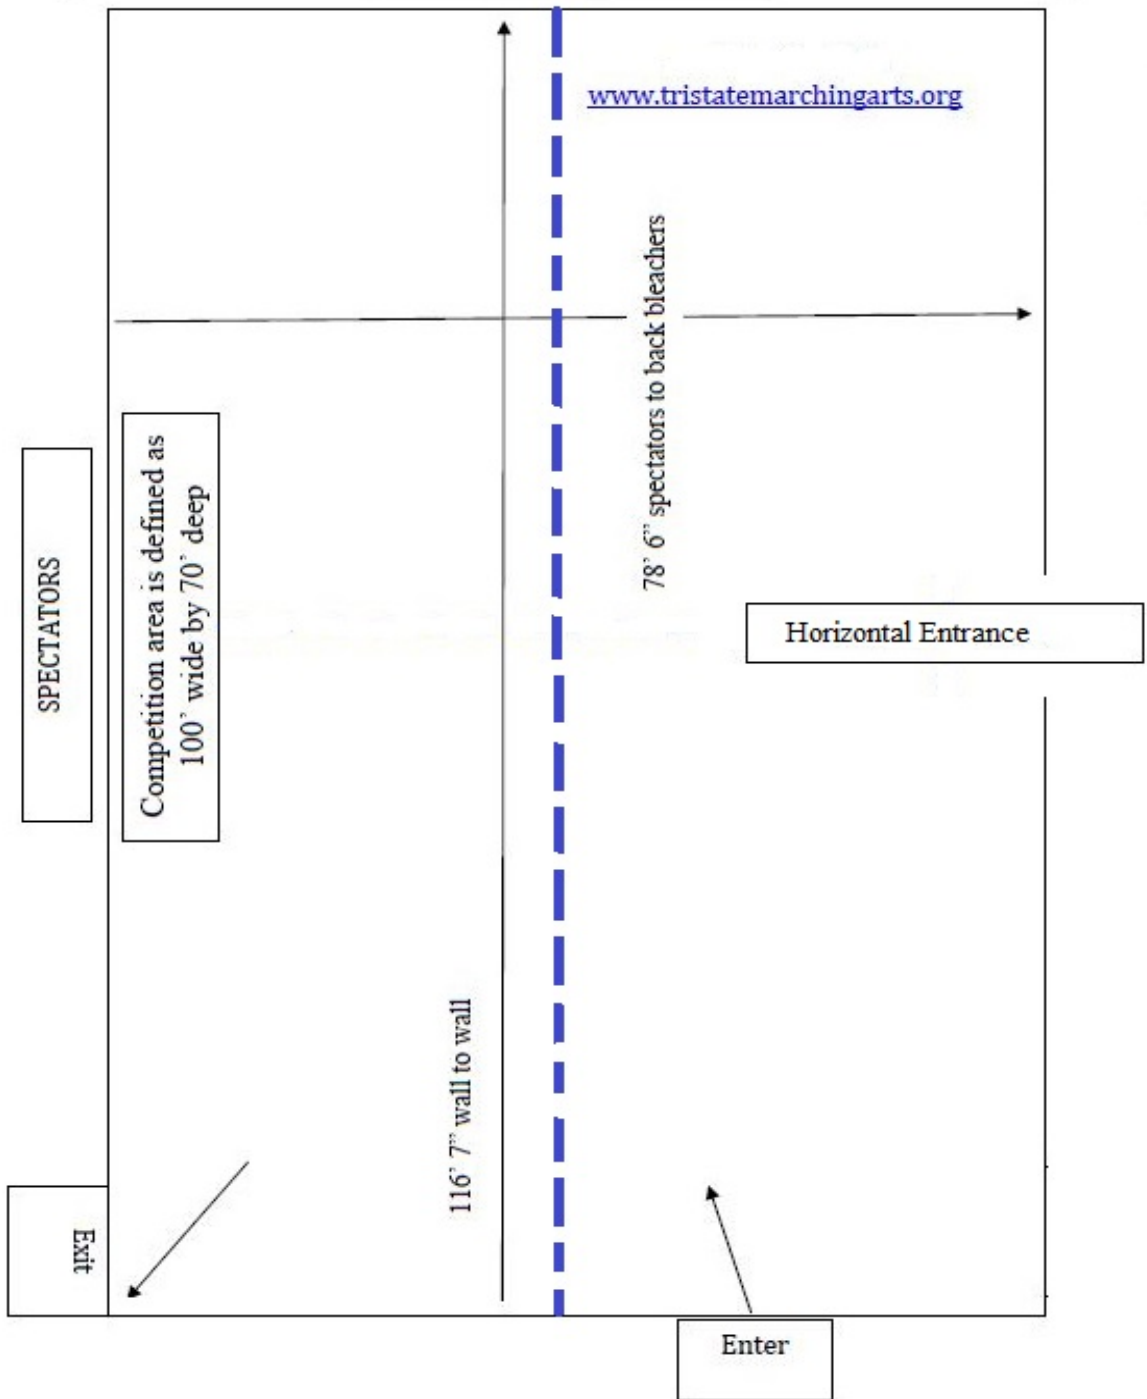 www.tristatemarchingarts.org
78’ 6” spectators to back bleachers
SPECTATORS
Competition area is defined as
100’ wide by 70’ deep
Horizontal Entrance
116’ 7” wall to wall
Exit
Enter